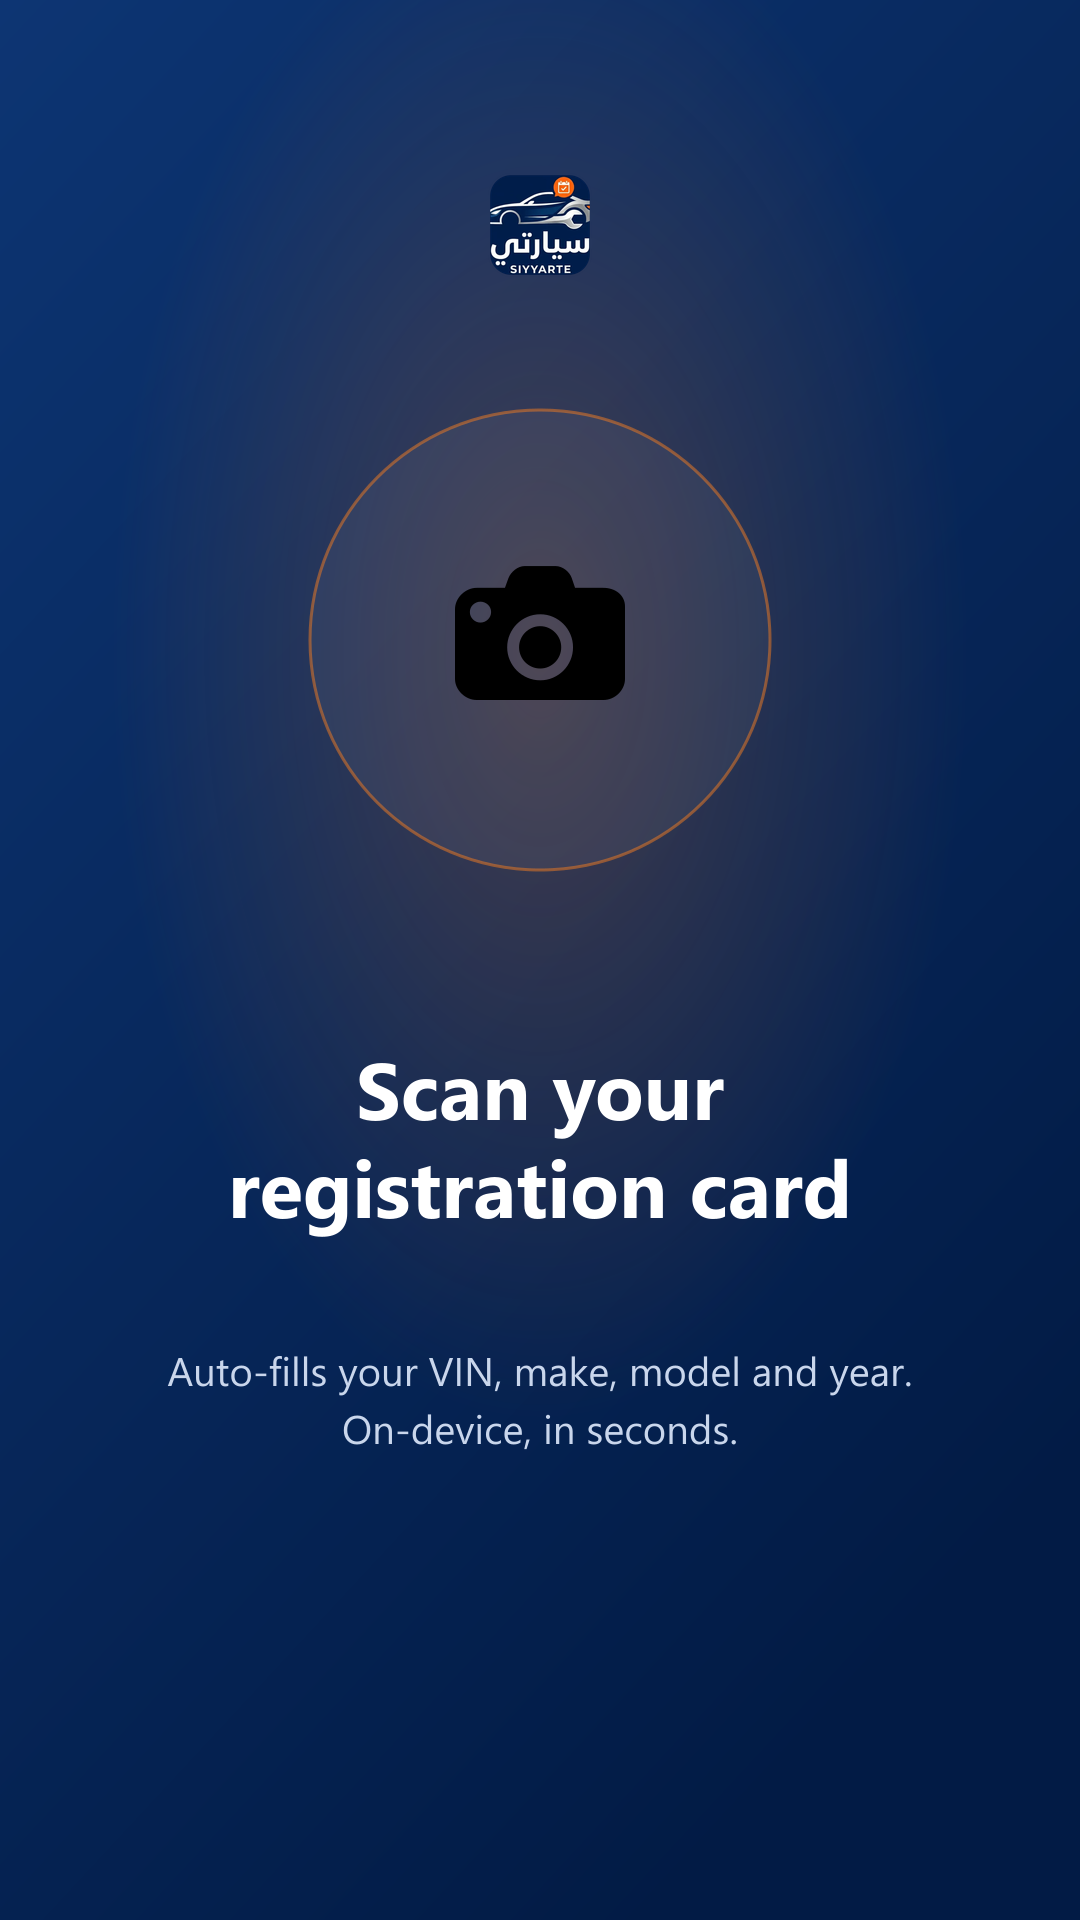 سيارتي
SIYYARTE
Scan your
registration card
Auto-fills your VIN, make, model and year.
On-device, in seconds.